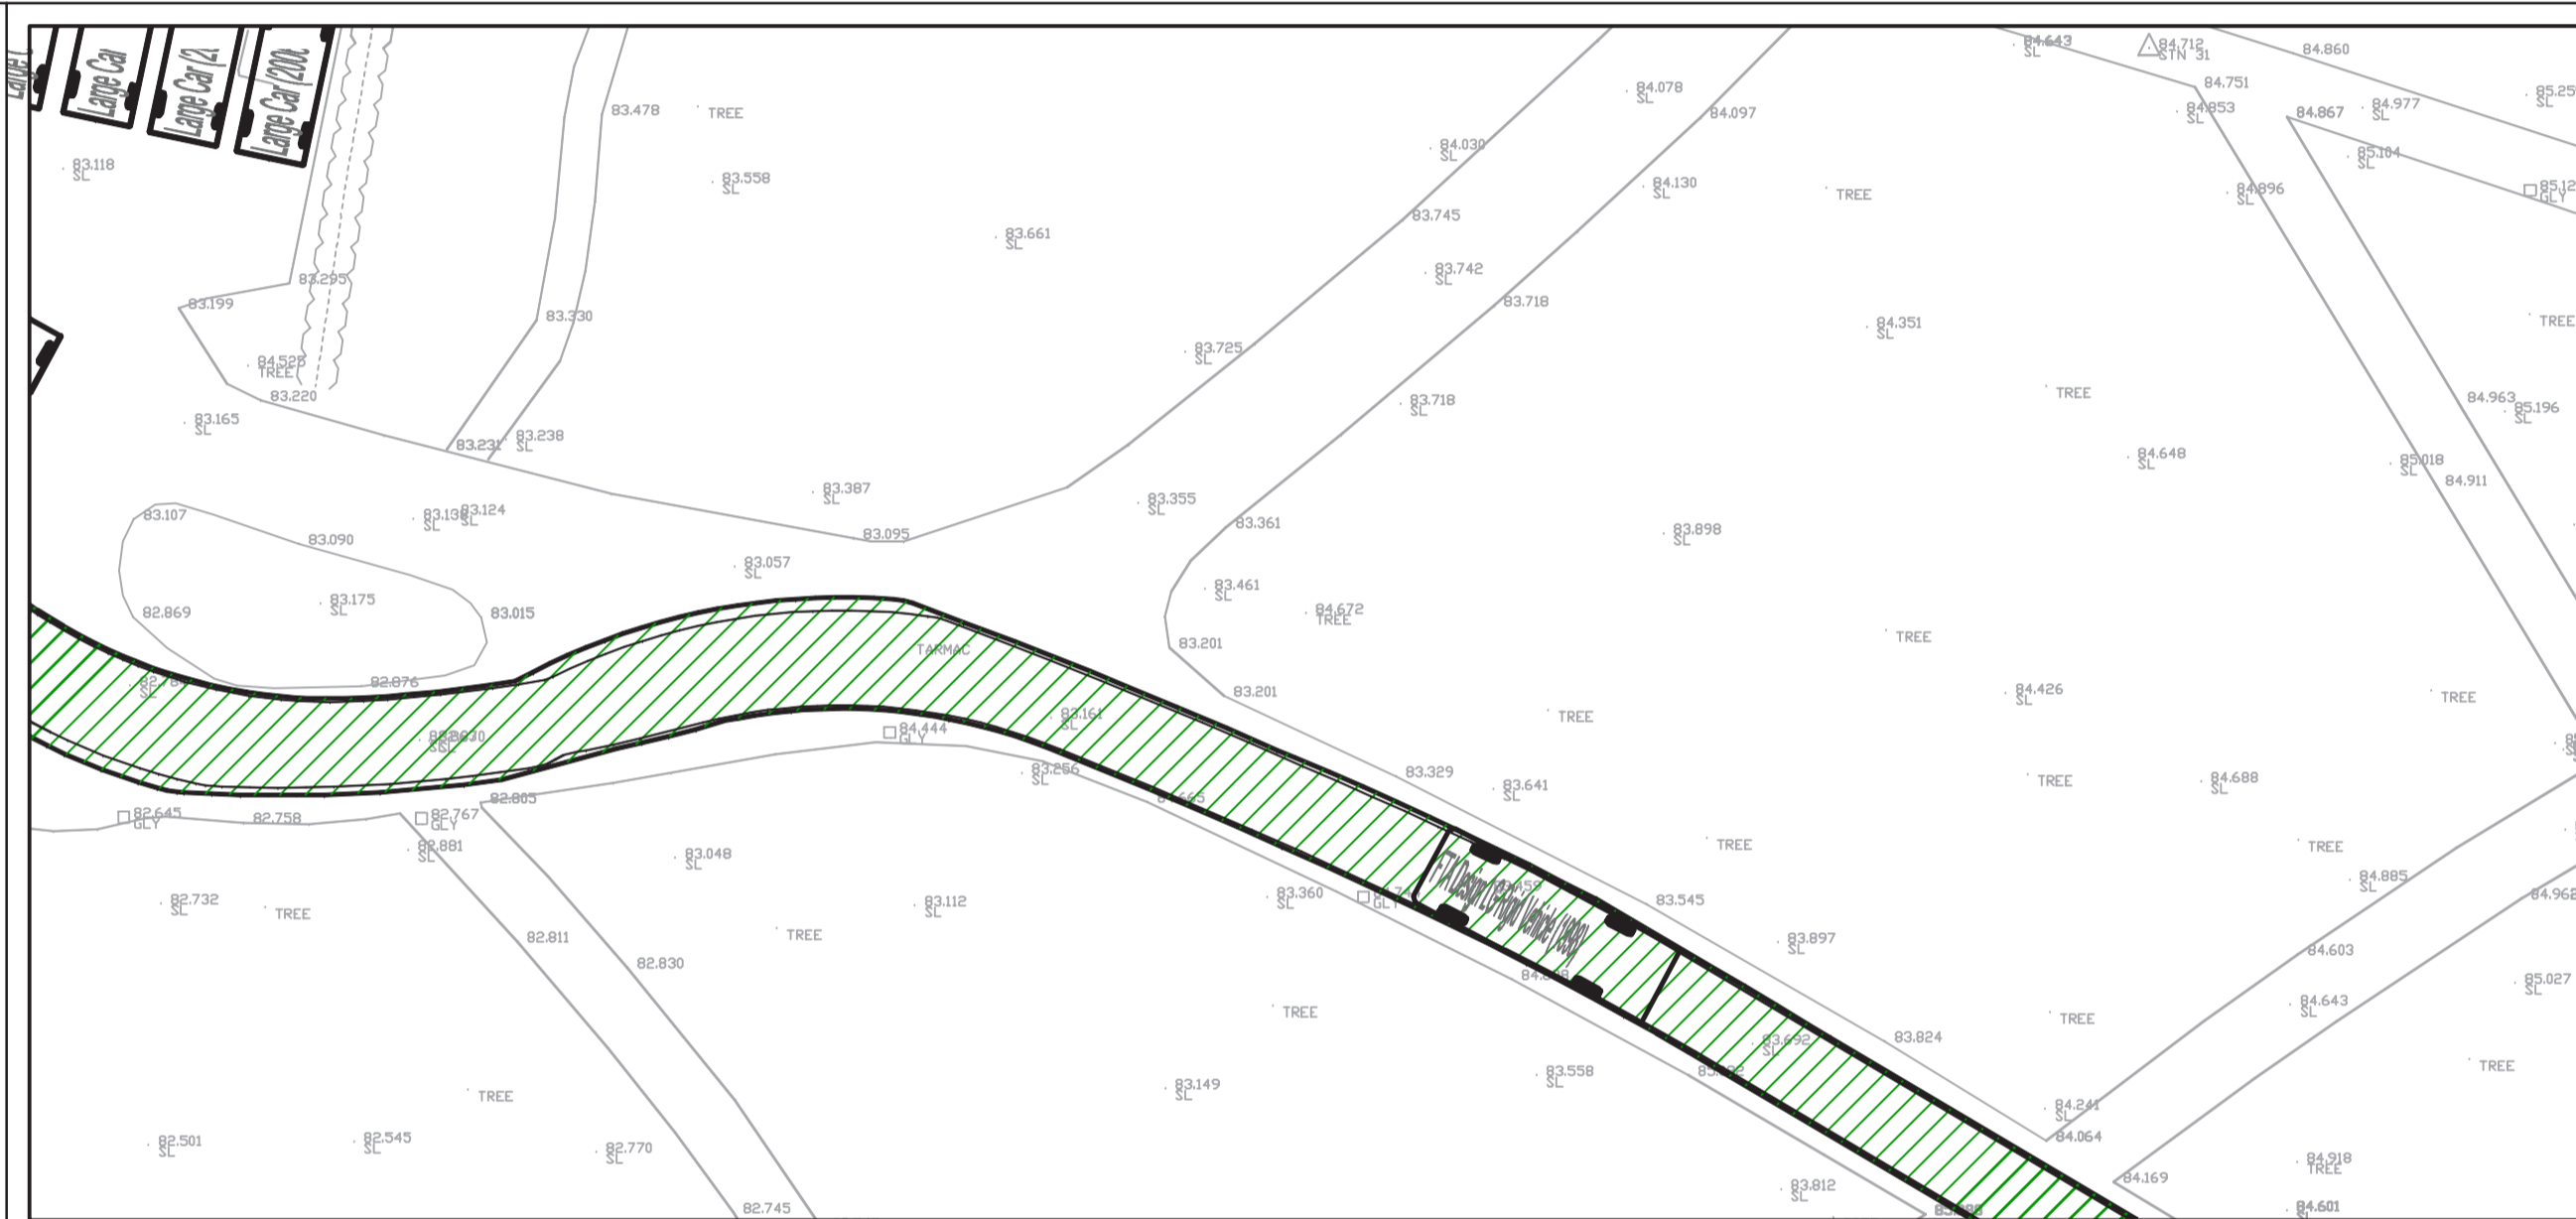 Large Car
Large Car (20
Large Car (200
83.118
SL
83.478
TREE
83.558
SL
83.661
SL
84.078
SL
84.097
84.030
SL
84.130
SL
83.745
83.742
SL
83.718
83.725
SL
83.718
SL
84.643
SL
84.712
STN 31
84.751
84.860
84.853
SL
84.867
84.977
SL
85.104
SL
84.896
SL
GLY
TREE
84.351
SL
TREE
TREE
84.963
85.196
SL
84.648
SL
85.018
SL
84.911
83.295
83.199
83.330
84.525
TREE
83.220
83.165
SL
83.231
83.238
SL
83.387
SL
83.355
SL
83.361
83.095
83.107
83.124
SL
SL
83.090
83.057
SL
83.898
SL
83.461
SL
84.672
TREE
83.175
SL
82.869
83.015
TREE
TARMAC
83.201
83.201
82.876
SL
84.426
SL
TREE
TREE
83.161
SL
84.444
GLY
83.256
SL
83.329
83.641
SL
TREE
84.688
SL
82.805
82.645
GLY
82.758
82.767
GLY
82.881
SL
83.048
SL
TREE
TREE
84.885
SL
83.360
SL
GLY
FTA Design LC Rigid Vehicle (1998)
83.545
82.732
SL
TREE
83.112
SL
TREE
82.811
82.830
83.897
SL
84.603
84.643
SL
85.027
SL
TREE
TREE
83.824
83.692
SL
TREE
TREE
83.149
SL
83.558
SL
84.241
SL
84.064
82.501
SL
82.545
SL
82.770
SL
84.918
TREE
84.169
83.812
SL
82.745
84.601
SL